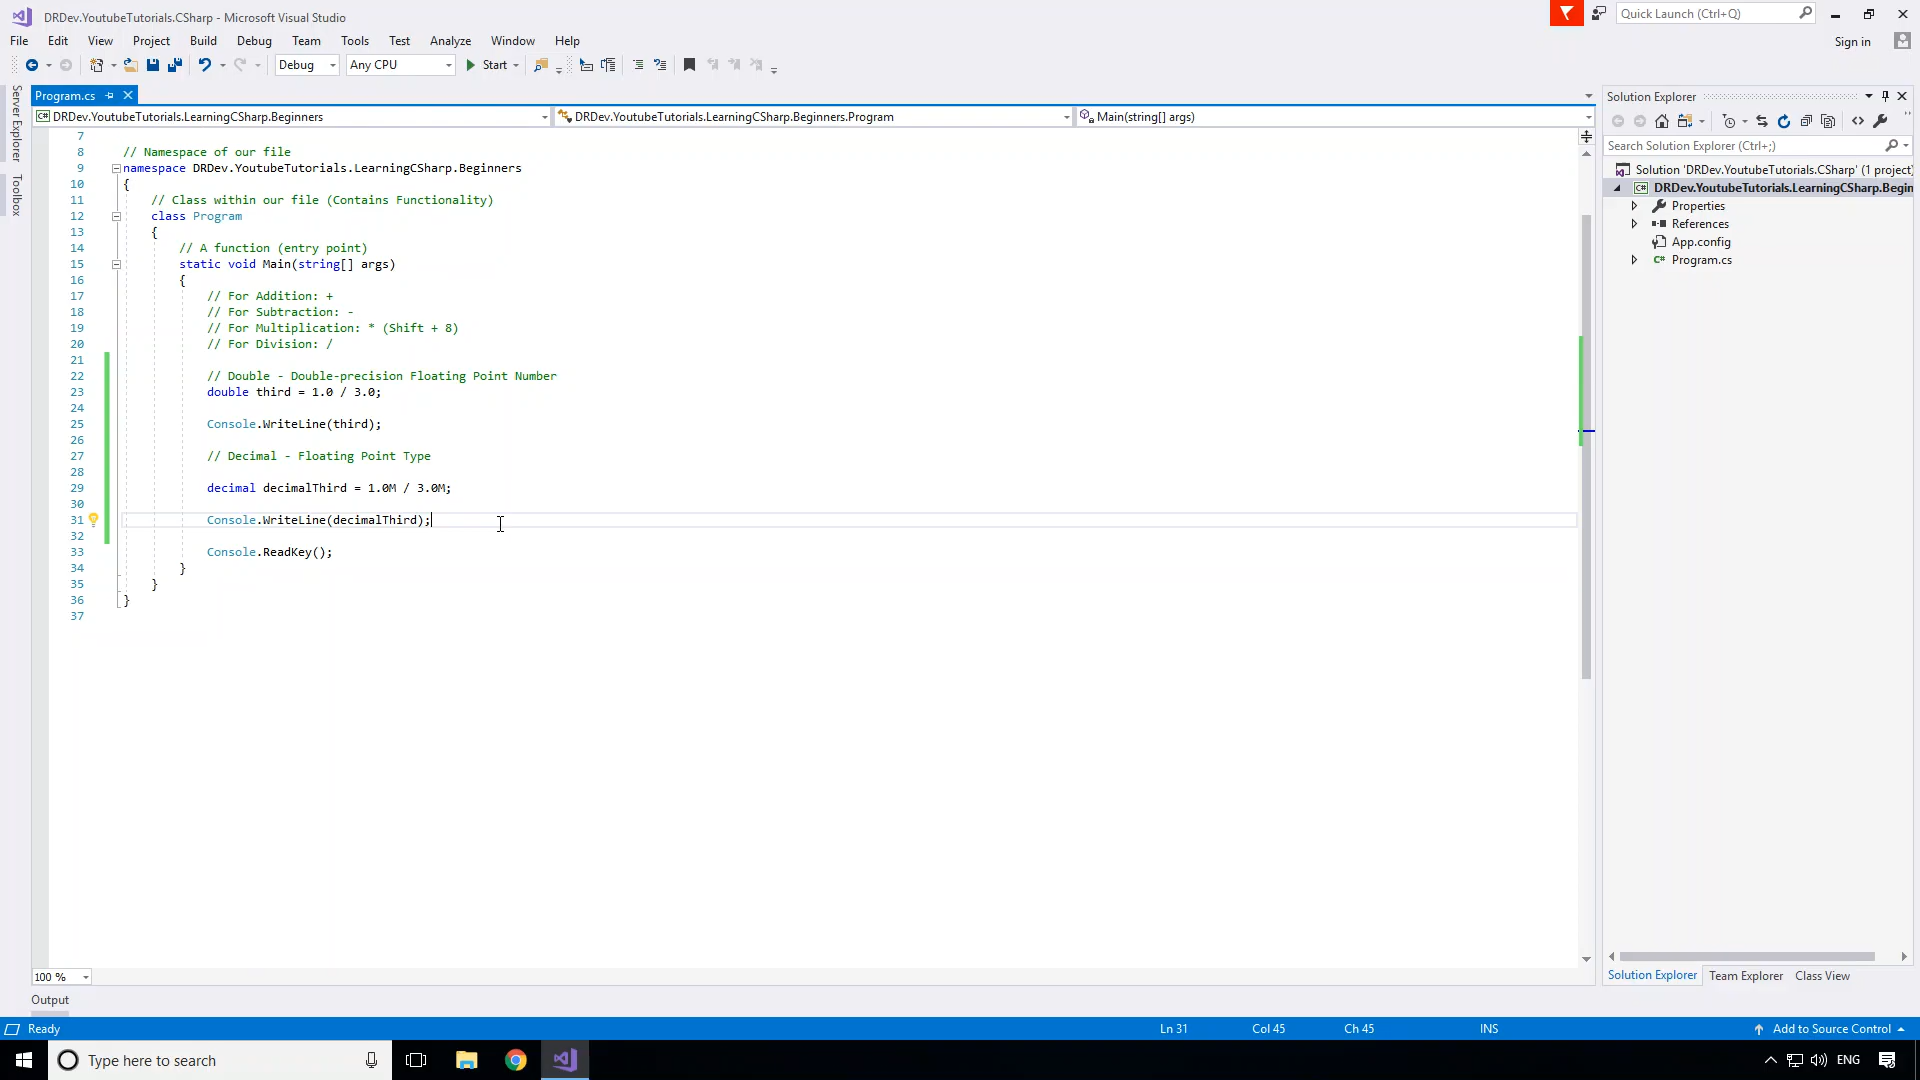 DRDev.YoutubeTutorials.CSharp - Microsoft Visual Studio
Quick Launch (Ctrl+Q)
File Edit View Project Build Debug Team Tools Test Analyze Window Help
Sign in
Debug Any CPU Start
Server Explorer
Toolbox
Program.cs
DRDev.YoutubeTutorials.LearningCSharp.Beginners DRDev.YoutubeTutorials.LearningCSharp.Beginners.Program Main(string[] args)
7
8 // Namespace of our file
9 namespace DRDev.YoutubeTutorials.LearningCSharp.Beginners
10 {
11 // Class within our file (Contains Functionality)
12 class Program
13 {
14 // A function (entry point)
15 static void Main(string[] args)
16 {
17 // For Addition: +
18 // For Subtraction: -
19 // For Multiplication: * (Shift + 8)
20 // For Division: /
21
22 // Double - Double-precision Floating Point Number
23 double third = 1.0 / 3.0;
24
25 Console.WriteLine(third);
26
27 // Decimal - Floating Point Type
28
29 decimal decimalThird = 1.0M / 3.0M;
30
31 Console.WriteLine(decimalThird);
32
33 Console.ReadKey();
34 }
35 }
36 }
37
100 %
Output
Solution Explorer
Search Solution Explorer (Ctrl+;)
Solution 'DRDev.YoutubeTutorials.CSharp' (1 project)
C# DRDev.YoutubeTutorials.LearningCSharp.Begin
Properties
References
App.config
C# Program.cs
Solution Explorer Team Explorer Class View
Ready Ln 31 Col 45 Ch 45 INS Add to Source Control
Type here to search
ENG